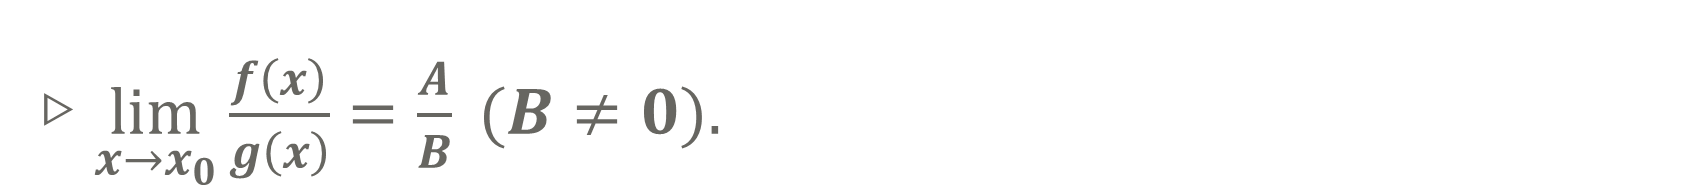 ▷ lim_{x→x₀} f(x)/g(x) = A/B (B ≠ 0).